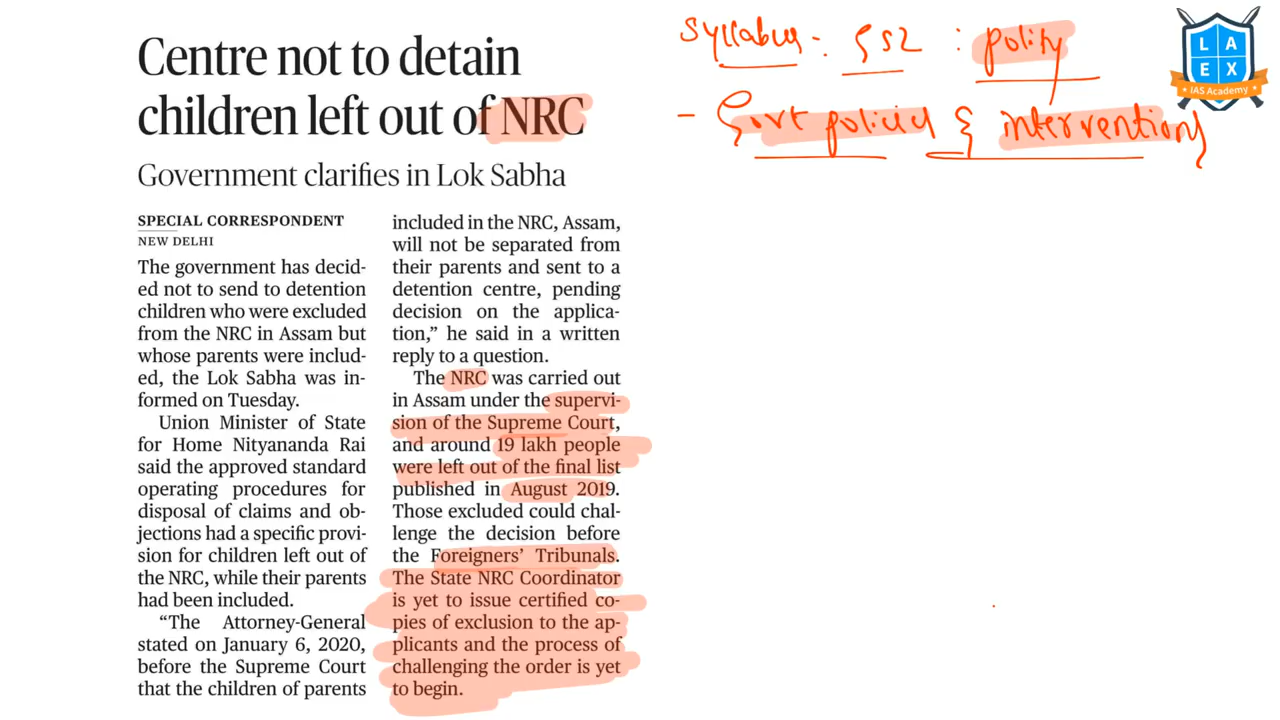 Centre not to detain
children left out of NRC
Government clarifies in Lok Sabha
SPECIAL CORRESPONDENT
NEW DELHI
The government has decid-
ed not to send to detention
children who were excluded
from the NRC in Assam but
whose parents were includ-
ed, the Lok Sabha was in-
formed on Tuesday.
Union Minister of State
for Home Nityananda Rai
said the approved standard
operating procedures for
disposal of claims and ob-
jections had a specific provi-
sion for children left out of
the NRC, while their parents
had been included.
“The Attorney-General
stated on January 6, 2020,
before the Supreme Court
that the children of parents
included in the NRC, Assam,
will not be separated from
their parents and sent to a
detention centre, pending
decision on the applica-
tion,” he said in a written
reply to a question.
The NRC was carried out
in Assam under the supervi-
sion of the Supreme Court,
and around 19 lakh people
were left out of the final list
published in August 2019.
Those excluded could chal-
lenge the decision before
the Foreigners’ Tribunals.
The State NRC Coordinator
is yet to issue certified co-
pies of exclusion to the ap-
plicants and the process of
challenging the order is yet
to begin.
Syllabus : GS2 : polity
- Govt policies & interventions
L A
E X
IAS Academy